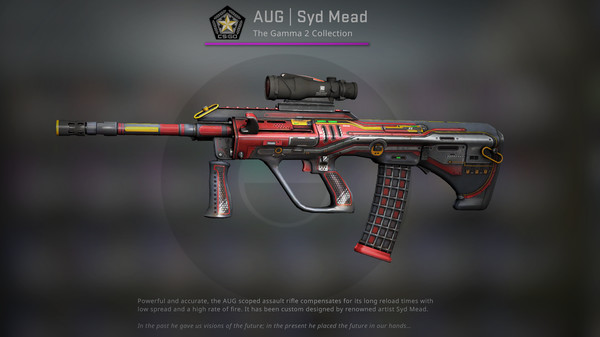 AUG | Syd Mead
The Gamma 2 Collection
CS:GO
Powerful and accurate, the AUG scoped assault rifle compensates for its long reload times with
low spread and a high rate of fire. It has been custom designed by renowned artist Syd Mead.
In the past he gave us visions of the future; in the present he placed the future in our hands...